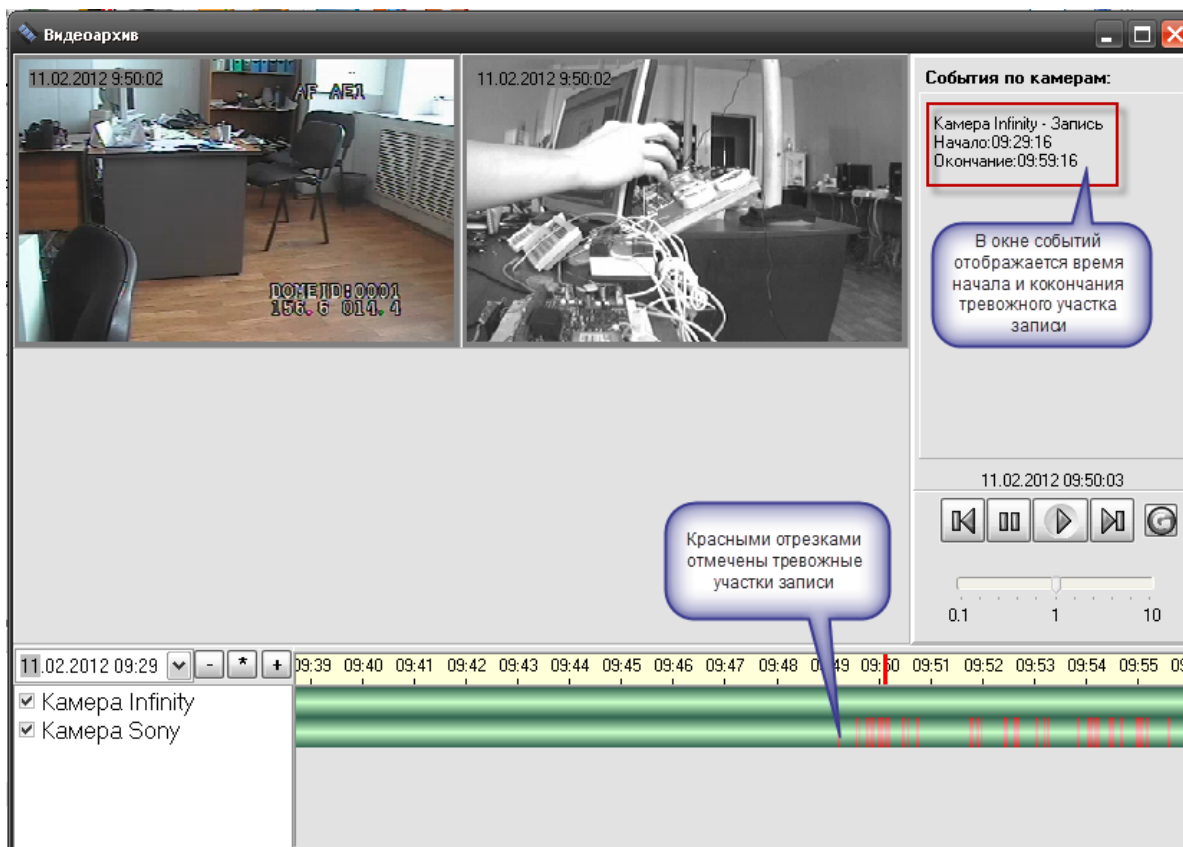 Видеоархив
11.02.2012 9:50:02
AF AE1
DOMEID:0001
156.6 014.4
11.02.2012 9:50:02
События по камерам:
Камера Infinity - Запись
Начало:09:29:16
Окончание:09:59:16
В окне событий
отображается время
начала и кокончания
тревожного участка
записи
11.02.2012 09:50:03
0.1 1 10
Красными отрезками
отмечены тревожные
участки записи
11.02.2012 09:29 - * +
09:39 09:40 09:41 09:42 09:43 09:44 09:45 09:46 09:47 09:48 09:49 09:50 09:51 09:52 09:53 09:54 09:55
Камера Infinity
Камера Sony